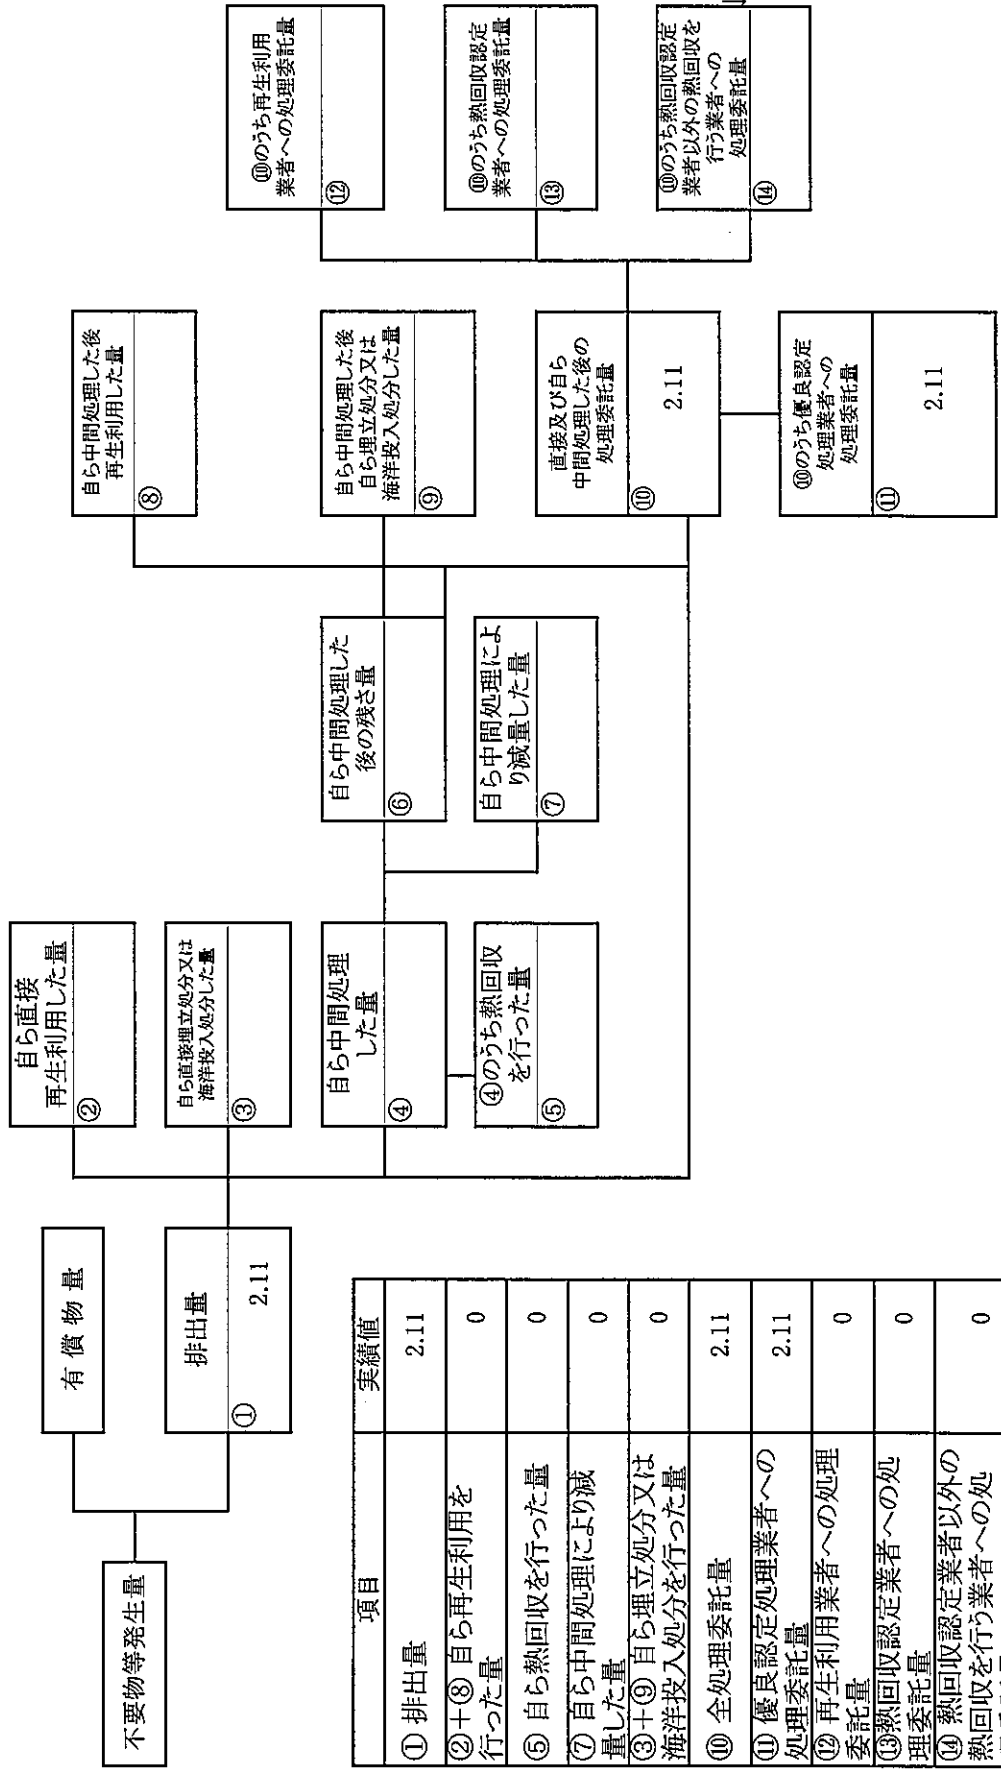 不要物等発生量
有 償 物 量
排出量
①
2.11
自ら直接
再生利用した量
②
自ら直接埋立処分又は
海洋投入処分した量
③
自ら中間処理
した量
④
④のうち熱回収
を行った量
⑤
自ら中間処理した
後の残さ量
⑥
自ら中間処理によ
り減量した量
⑦
自ら中間処理した後
再生利用した量
⑧
自ら中間処理した後
自ら埋立処分又は
海洋投入処分した量
⑨
直接及び自ら
中間処理した後の
処理委託量
⑩
2.11
⑩のうち優良認定
処理業者への
処理委託量
⑪
2.11
⑩のうち再生利用
業者への処理委託量
⑫
⑩のうち熱回収認定
業者への処理委託量
⑬
⑩のうち熱回収認定
業者以外の熱回収を
行う業者への
処理委託量
⑭
項目 実績値
① 排出量 2.11
②+⑧ 自ら再生利用を
行った量 0
⑤ 自ら熱回収を行った量 0
⑦ 自ら中間処理により減
量した量 0
③+⑨ 自ら埋立処分又は
海洋投入処分を行った量 0
⑩ 全処理委託量 2.11
⑪ 優良認定処理業者への
処理委託量 2.11
⑫ 再生利用業者への処理
委託量 0
⑬熱回収認定業者への処
理委託量 0
⑭ 熱回収認定業者以外の
熱回収を行う業者への処 0